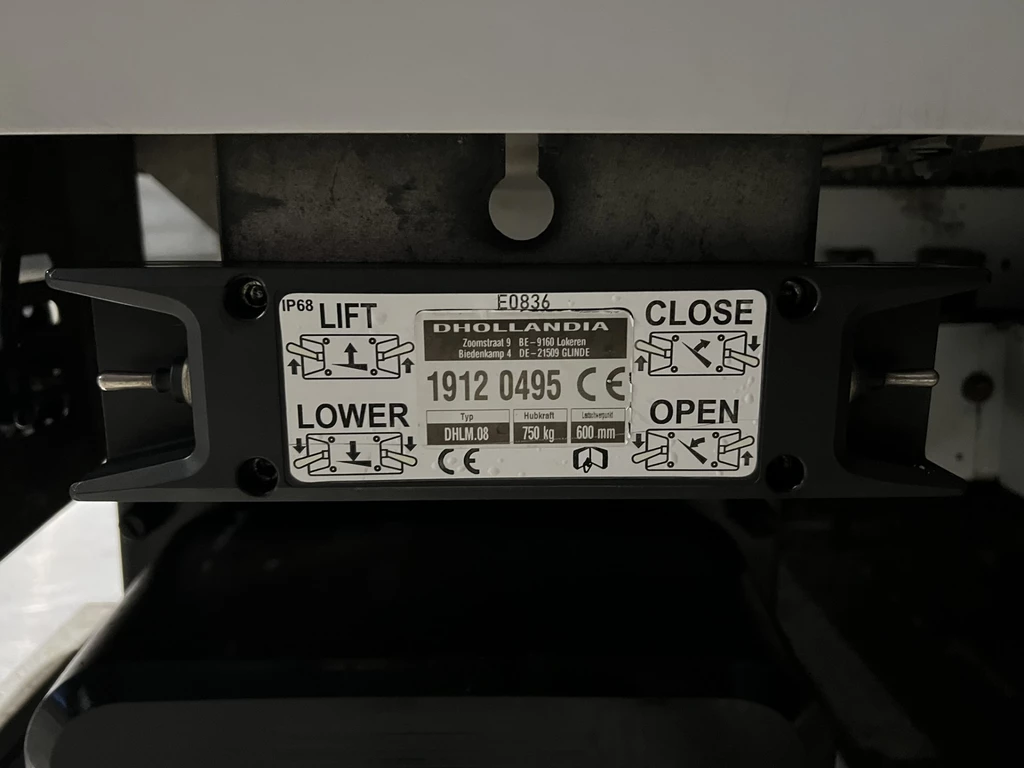 IP68
LIFT
E0836
CLOSE
DHOLLANDIA
Zoomstraat 9 BE-9160 Lokeren
Biedenkamp 4 DE-21509 GLINDE
1912 0495 CE
LOWER
OPEN
Typ Hubkraft Lastschwerpunkt
DHLM.08 750 kg 600 mm
CE